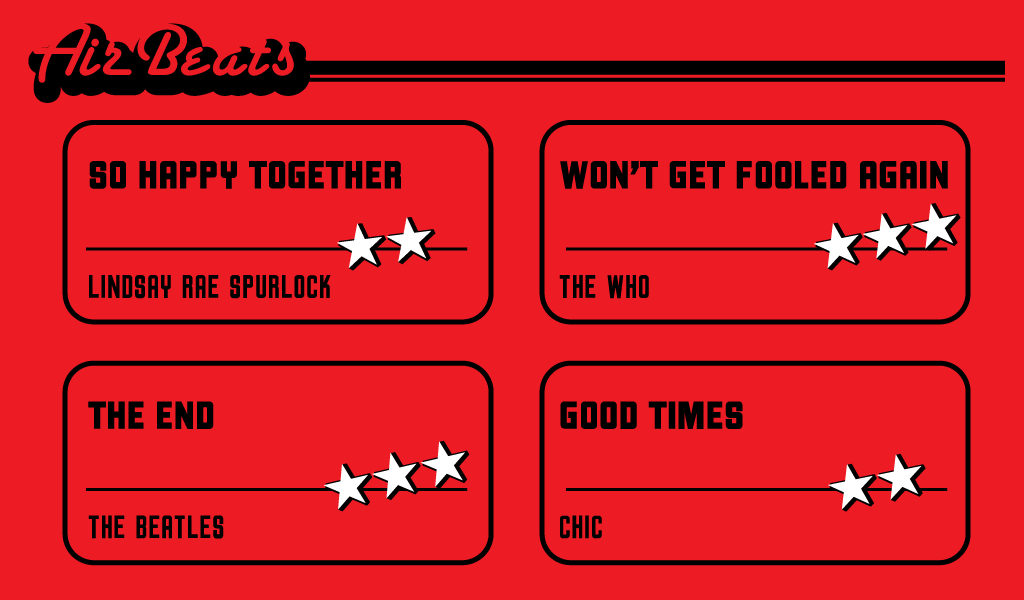 Air Beats
SO HAPPY TOGETHER
LINDSAY RAE SPURLOCK
WON'T GET FOOLED AGAIN
THE WHO
THE END
THE BEATLES
GOOD TIMES
CHIC